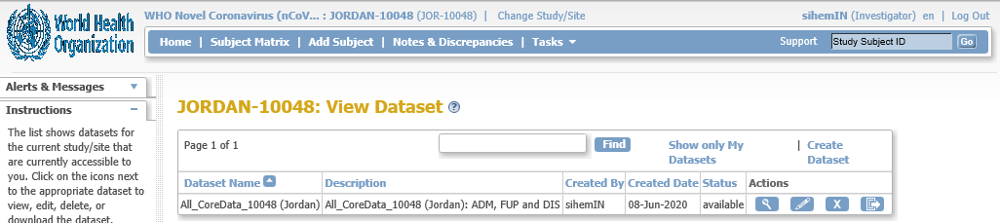 World Health
Organization
WHO Novel Coronavirus (nCoV... : JORDAN-10048 (JOR-10048) | Change Study/Site
sihemIN (Investigator) en | Log Out
Home | Subject Matrix | Add Subject | Notes & Discrepancies | Tasks
Support Study Subject ID Go
Alerts & Messages
Instructions
The list shows datasets for
the current study/site that
are currently accessible to
you. Click on the icons next
to the appropriate dataset to
view, edit, delete, or
download the dataset.
JORDAN-10048: View Dataset ?
Page 1 of 1 Find Show only My Datasets | Create Dataset
Dataset Name Description Created By Created Date Status Actions
All_CoreData_10048 (Jordan) All_CoreData_10048 (Jordan): ADM, FUP and DIS sihemIN 08-Jun-2020 available X